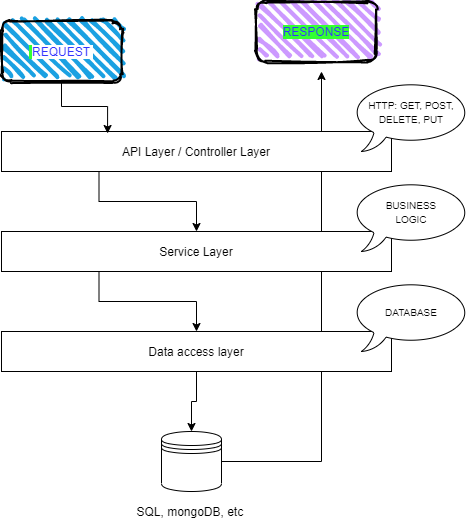 REQUEST
RESPONSE
HTTP: GET, POST,
DELETE, PUT
API Layer / Controller Layer
BUSINESS
LOGIC
Service Layer
DATABASE
Data access layer
SQL, mongoDB, etc